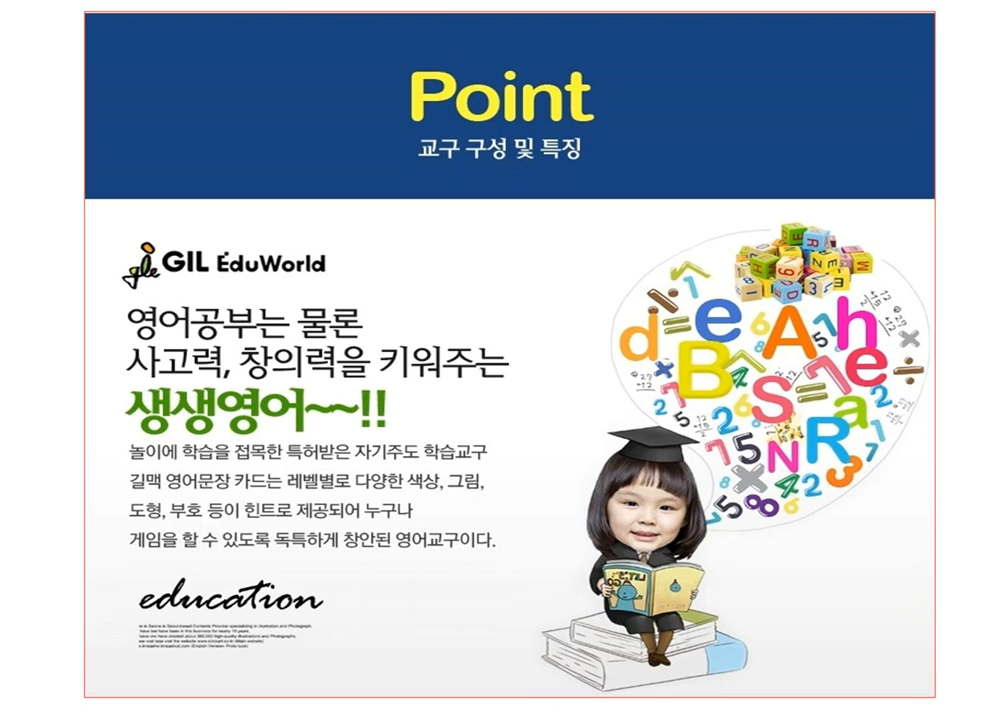 Point
교구 구성 및 특징
gle GIL EduWorld
영어공부는 물론
사고력, 창의력을 키워주는
생생영어~~!!
놀이에 학습을 접목한 특허받은 자기주도 학습교구
길맥 영어문장 카드는 레벨별로 다양한 색상, 그림,
도형, 부호 등이 힌트로 제공되어 누구나
게임을 할 수 있도록 독특하게 창안된 영어교구이다.
education